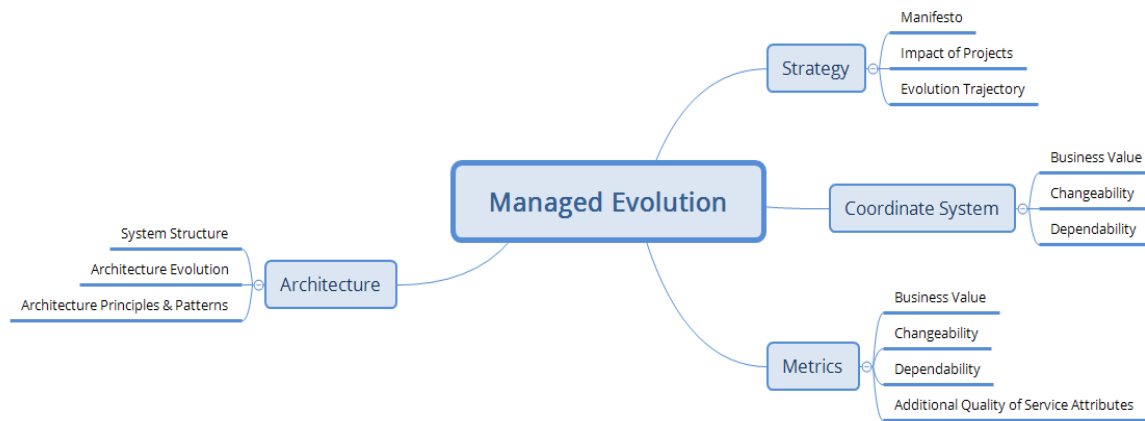 Managed Evolution
Strategy
Manifesto
Impact of Projects
Evolution Trajectory
Coordinate System
Business Value
Changeability
Dependability
Metrics
Business Value
Changeability
Dependability
Additional Quality of Service Attributes
Architecture
System Structure
Architecture Evolution
Architecture Principles & Patterns